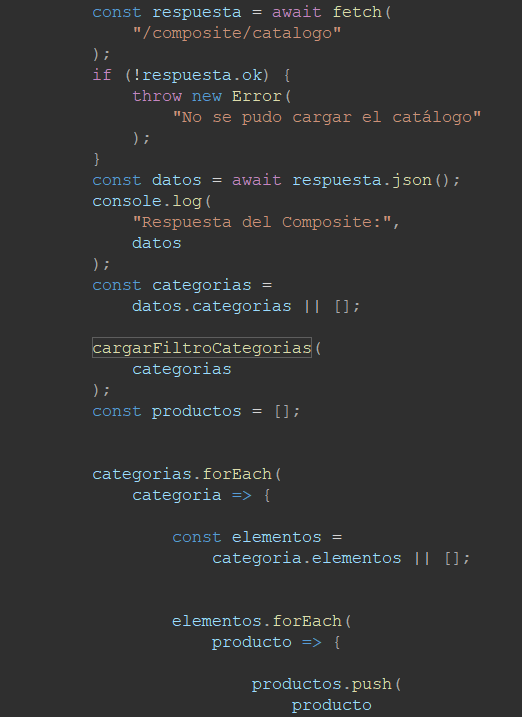 const respuesta = await fetch(
"/composite/catalogo"
);
if (!respuesta.ok) {
throw new Error(
"No se pudo cargar el catálogo"
);
}
const datos = await respuesta.json();
console.log(
"Respuesta del Composite:",
datos
);
const categorias =
datos.categorias || [];
cargarFiltroCategorias(
categorias
);
const productos = [];
categorias.forEach(
categoria => {
const elementos =
categoria.elementos || [];
elementos.forEach(
producto => {
productos.push(
producto